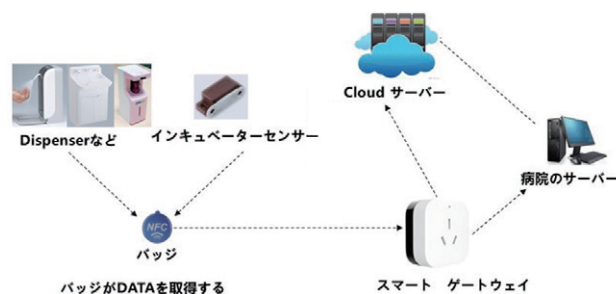 Cloud サーバー
Dispenserなど
インキュベーターセンサー
病院のサーバー
NFC
バッジ
スマート ゲートウェイ
バッジがDATAを取得する